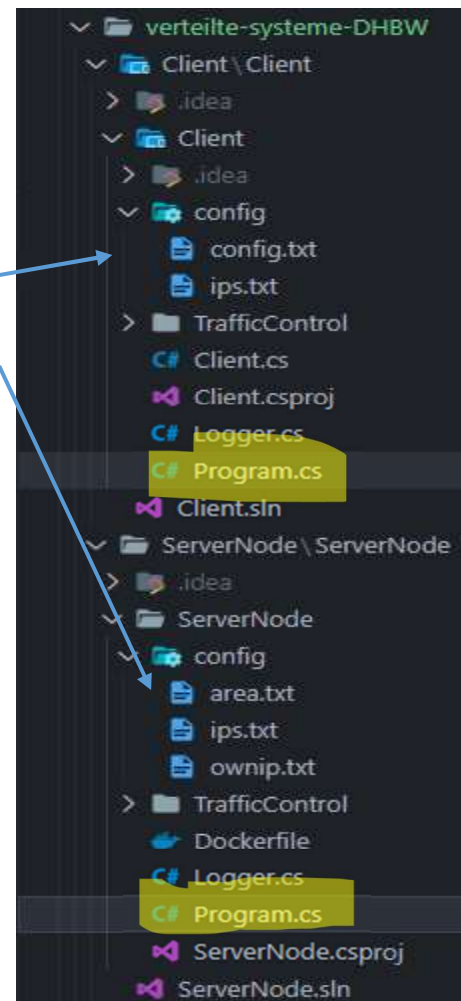 verteilte-systeme-DHBW
Client\Client
.idea
Client
.idea
config
config.txt
ips.txt
TrafficControl
C# Client.cs
Client.csproj
C# Logger.cs
C# Program.cs
Client.sln
ServerNode\ServerNode
.idea
ServerNode
config
area.txt
ips.txt
ownip.txt
TrafficControl
Dockerfile
C# Logger.cs
C# Program.cs
ServerNode.csproj
ServerNode.sln